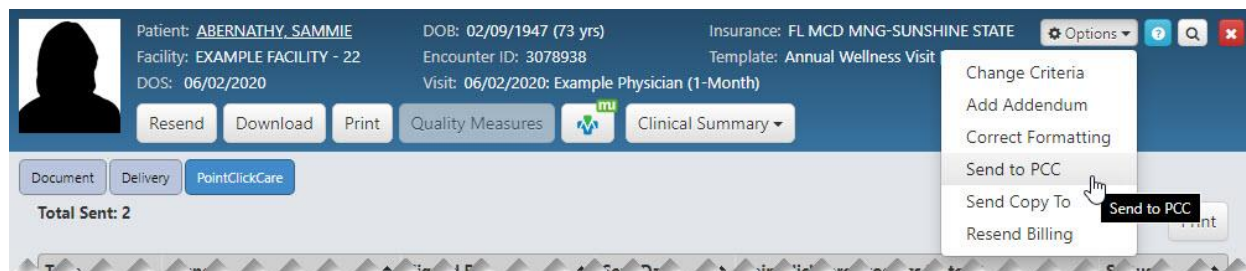 Patient: ABERNATHY, SAMMIE DOB: 02/09/1947 (73 yrs) Insurance: FL MCD MNG-SUNSHINE STATE Options
Facility: EXAMPLE FACILITY - 22 Encounter ID: 3078938 Template: Annual Wellness Visit
DOS: 06/02/2020 Visit: 06/02/2020: Example Physician (1-Month)
Resend Download Print Quality Measures mu Clinical Summary
Change Criteria
Add Addendum
Correct Formatting
Send to PCC
Send Copy To
Resend Billing
Send to PCC
Document Delivery PointClickCare
Total Sent: 2